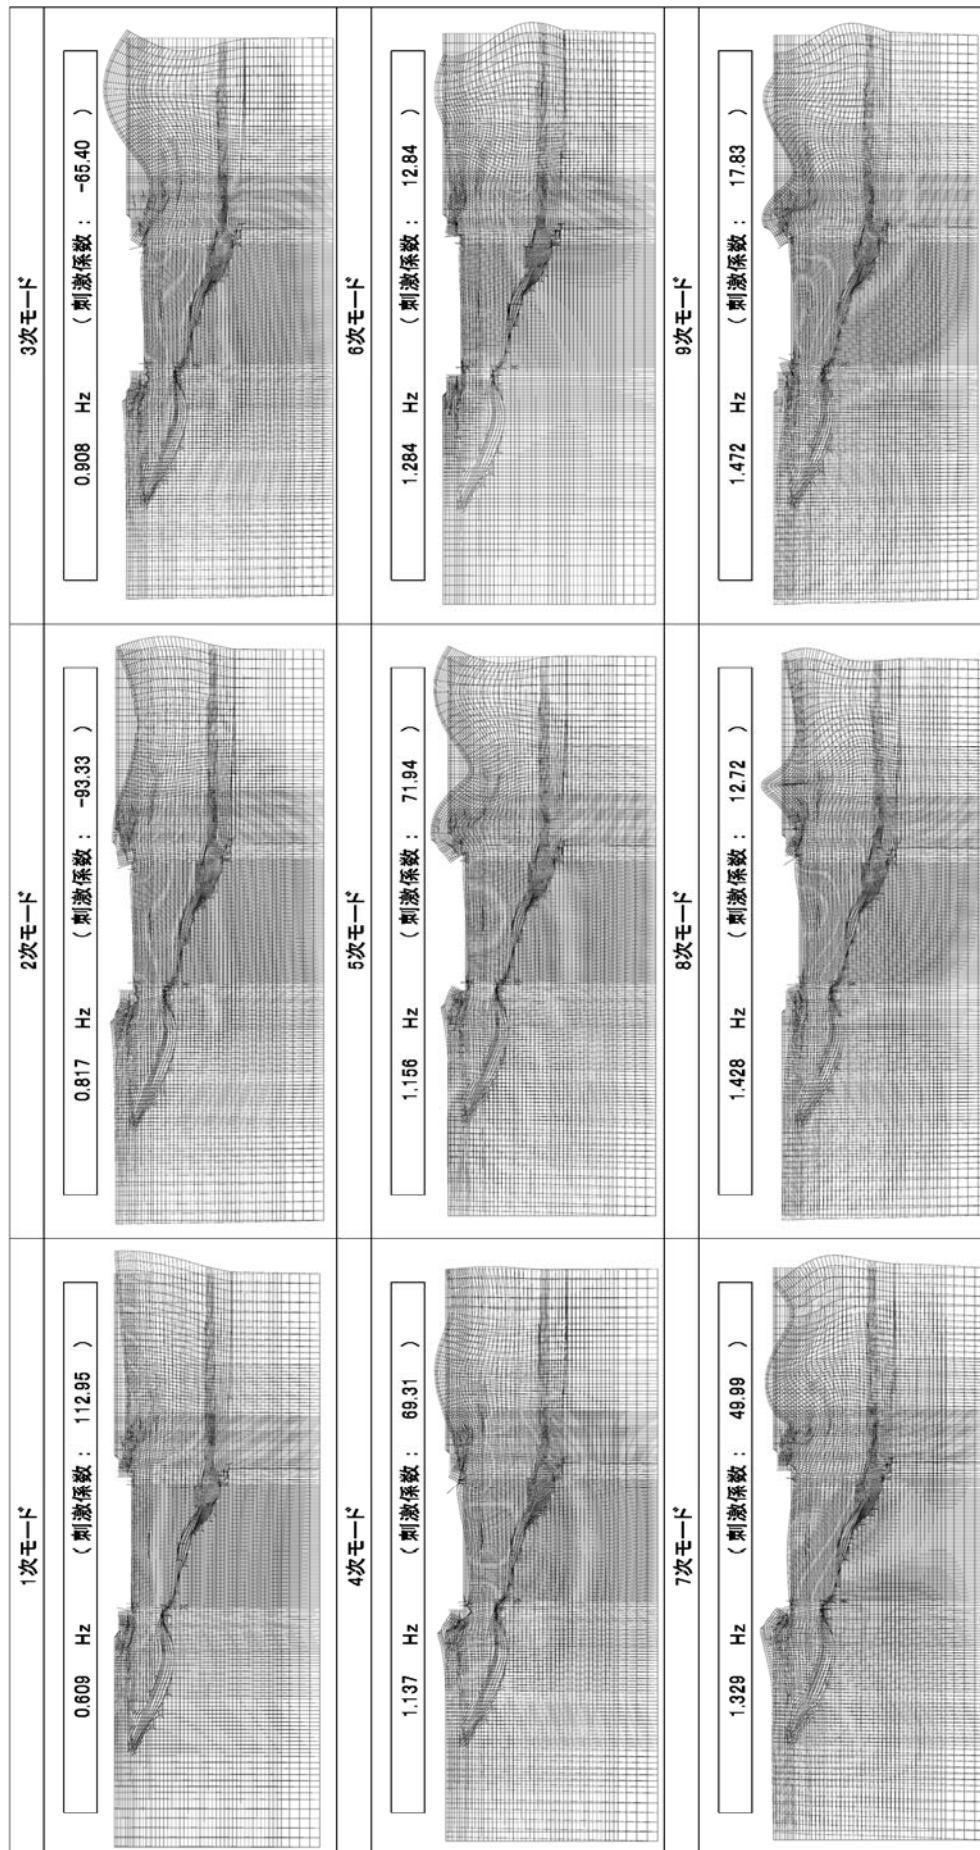 1次モード
0.609 Hz (刺激係数: 112.95 )
2次モード
0.817 Hz (刺激係数: -93.33 )
3次モード
0.908 Hz (刺激係数: -65.40 )
4次モード
1.137 Hz (刺激係数: 69.31 )
5次モード
1.156 Hz (刺激係数: 71.94 )
6次モード
1.284 Hz (刺激係数: 12.84 )
7次モード
1.329 Hz (刺激係数: 49.99 )
8次モード
1.428 Hz (刺激係数: 12.72 )
9次モード
1.472 Hz (刺激係数: 17.83 )